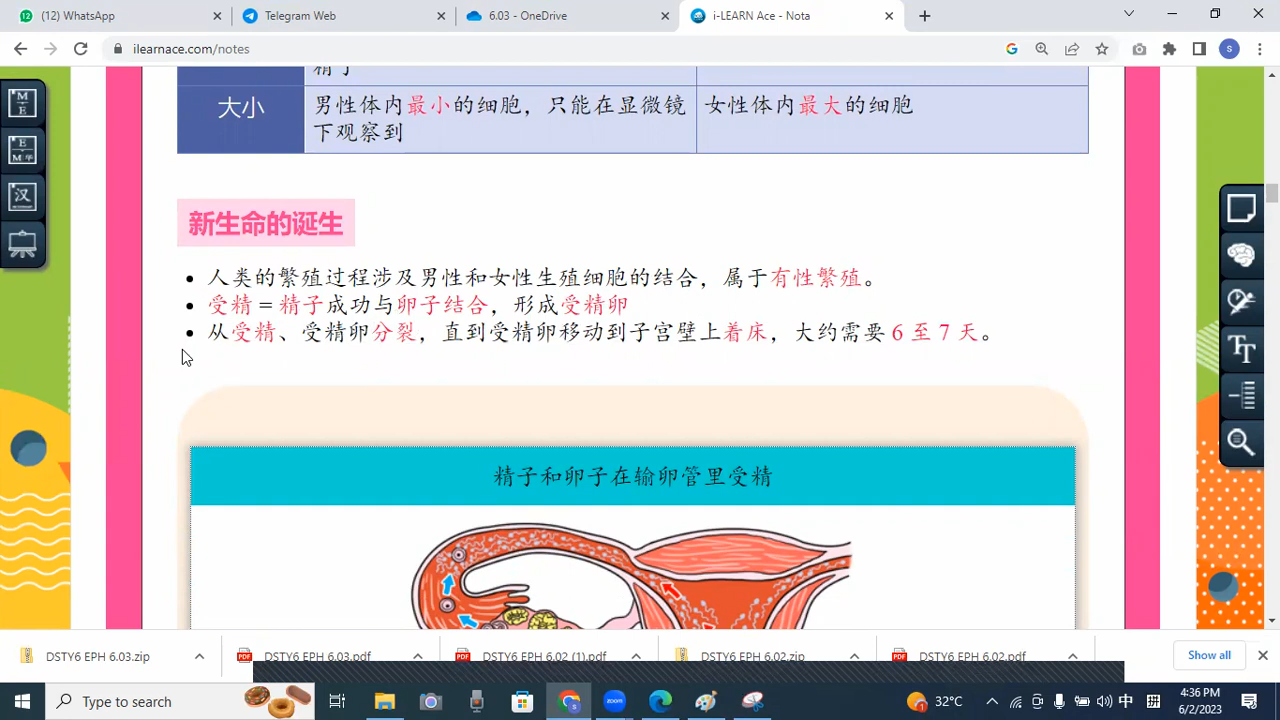 (12) WhatsApp
Telegram Web
6.03 - OneDrive
i-LEARN Ace - Nota
ilearnace.com/notes
S
M E
E M 学
汉
精子
大小
男性体内最小的细胞，只能在显微镜
下观察到
女性体内最大的细胞
新生命的诞生
人类的繁殖过程涉及男性和女性生殖细胞的结合，属于有性繁殖。
受精 = 精子成功与卵子结合，形成受精卵
从受精、受精卵分裂，直到受精卵移动到子宫壁上着床，大约需要 6 至 7 天。
精子和卵子在输卵管里受精
TT
DSTY6 EPH 6.03.zip
DSTY6 EPH 6.03.pdf
DSTY6 EPH 6.02 (1).pdf
DSTY6 EPH 6.02.zip
DSTY6 EPH 6.02.pdf
Show all
Type here to search
zoom
32°C
中
拼
4:36 PM
6/2/2023